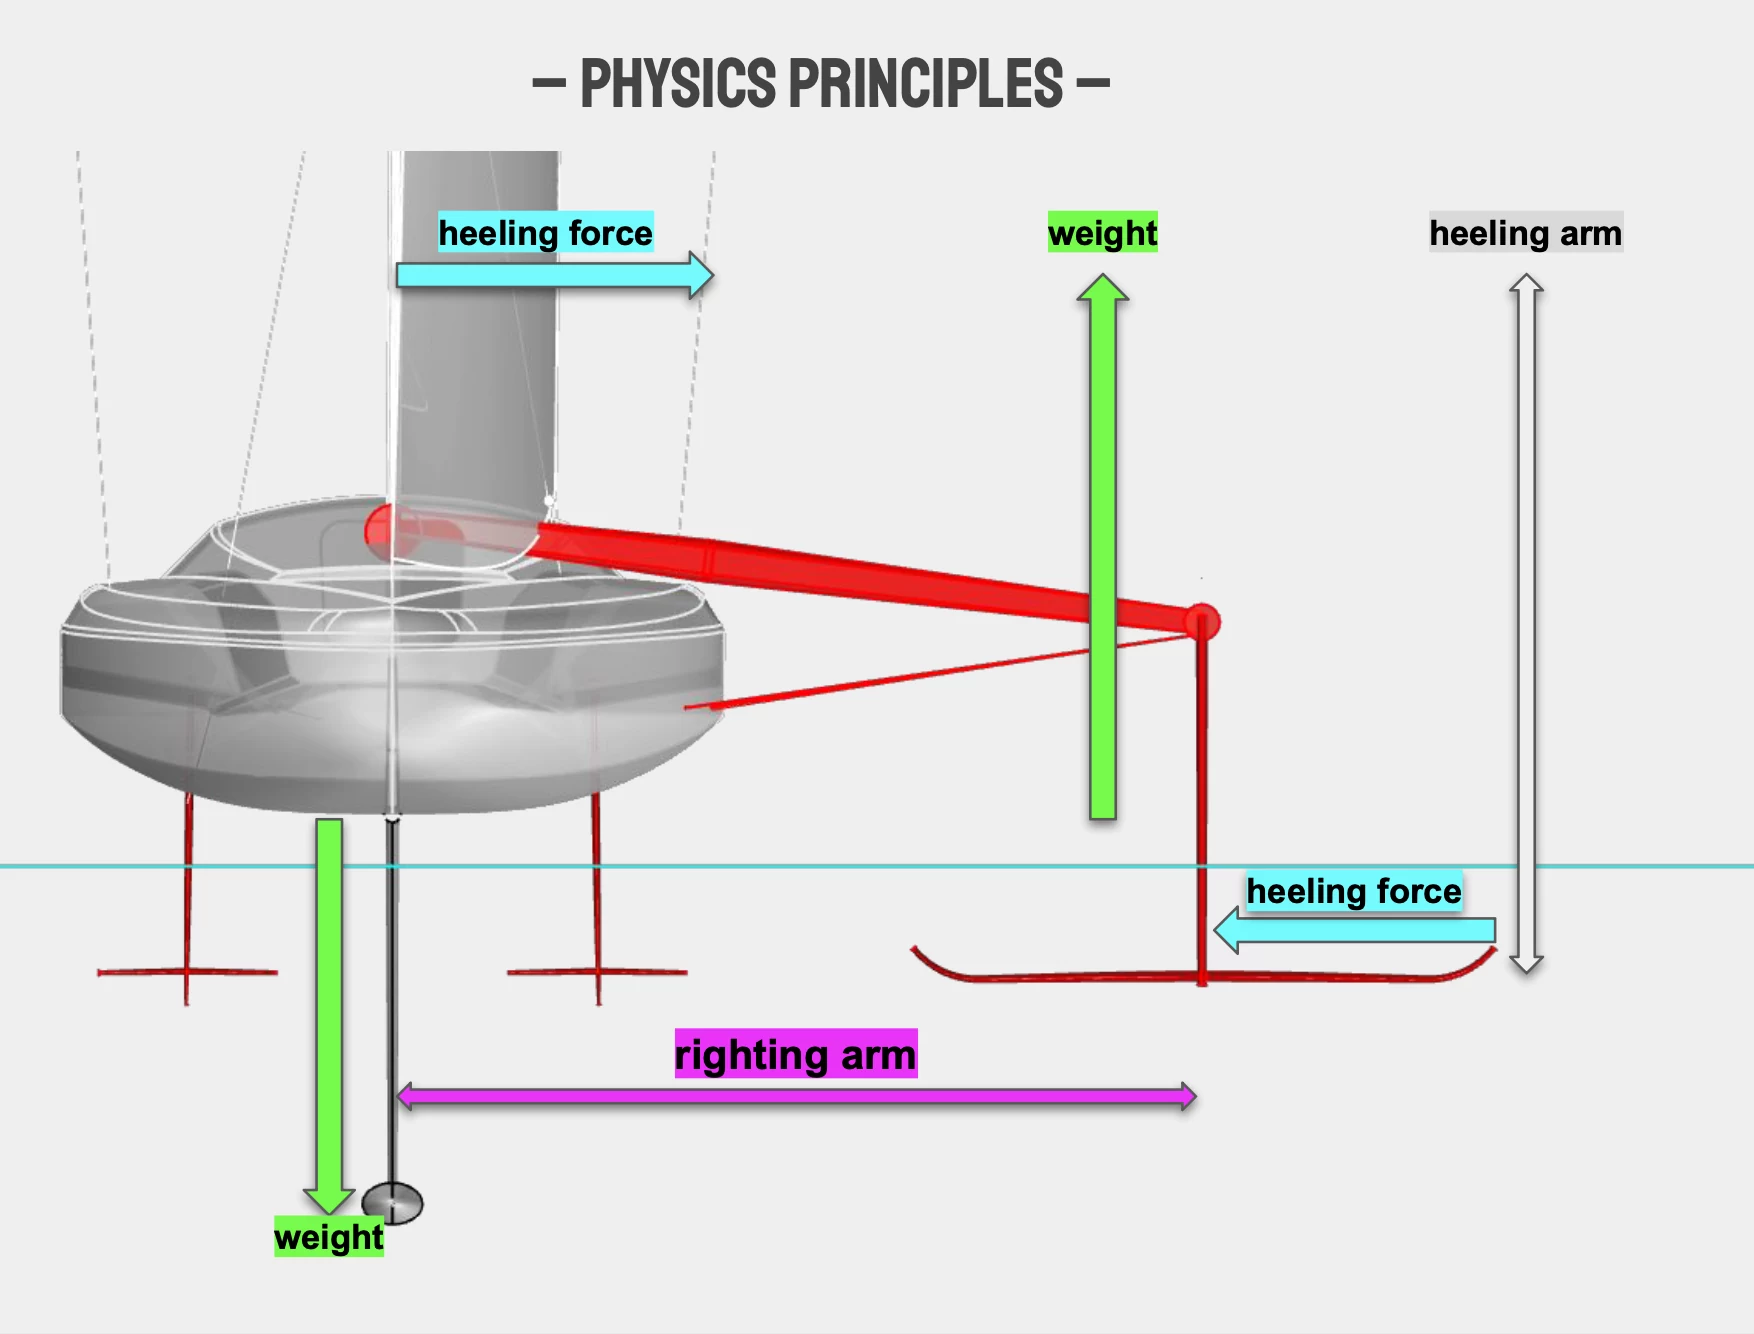 – PHYSICS PRINCIPLES –
heeling force
weight
heeling arm
heeling force
righting arm
weight